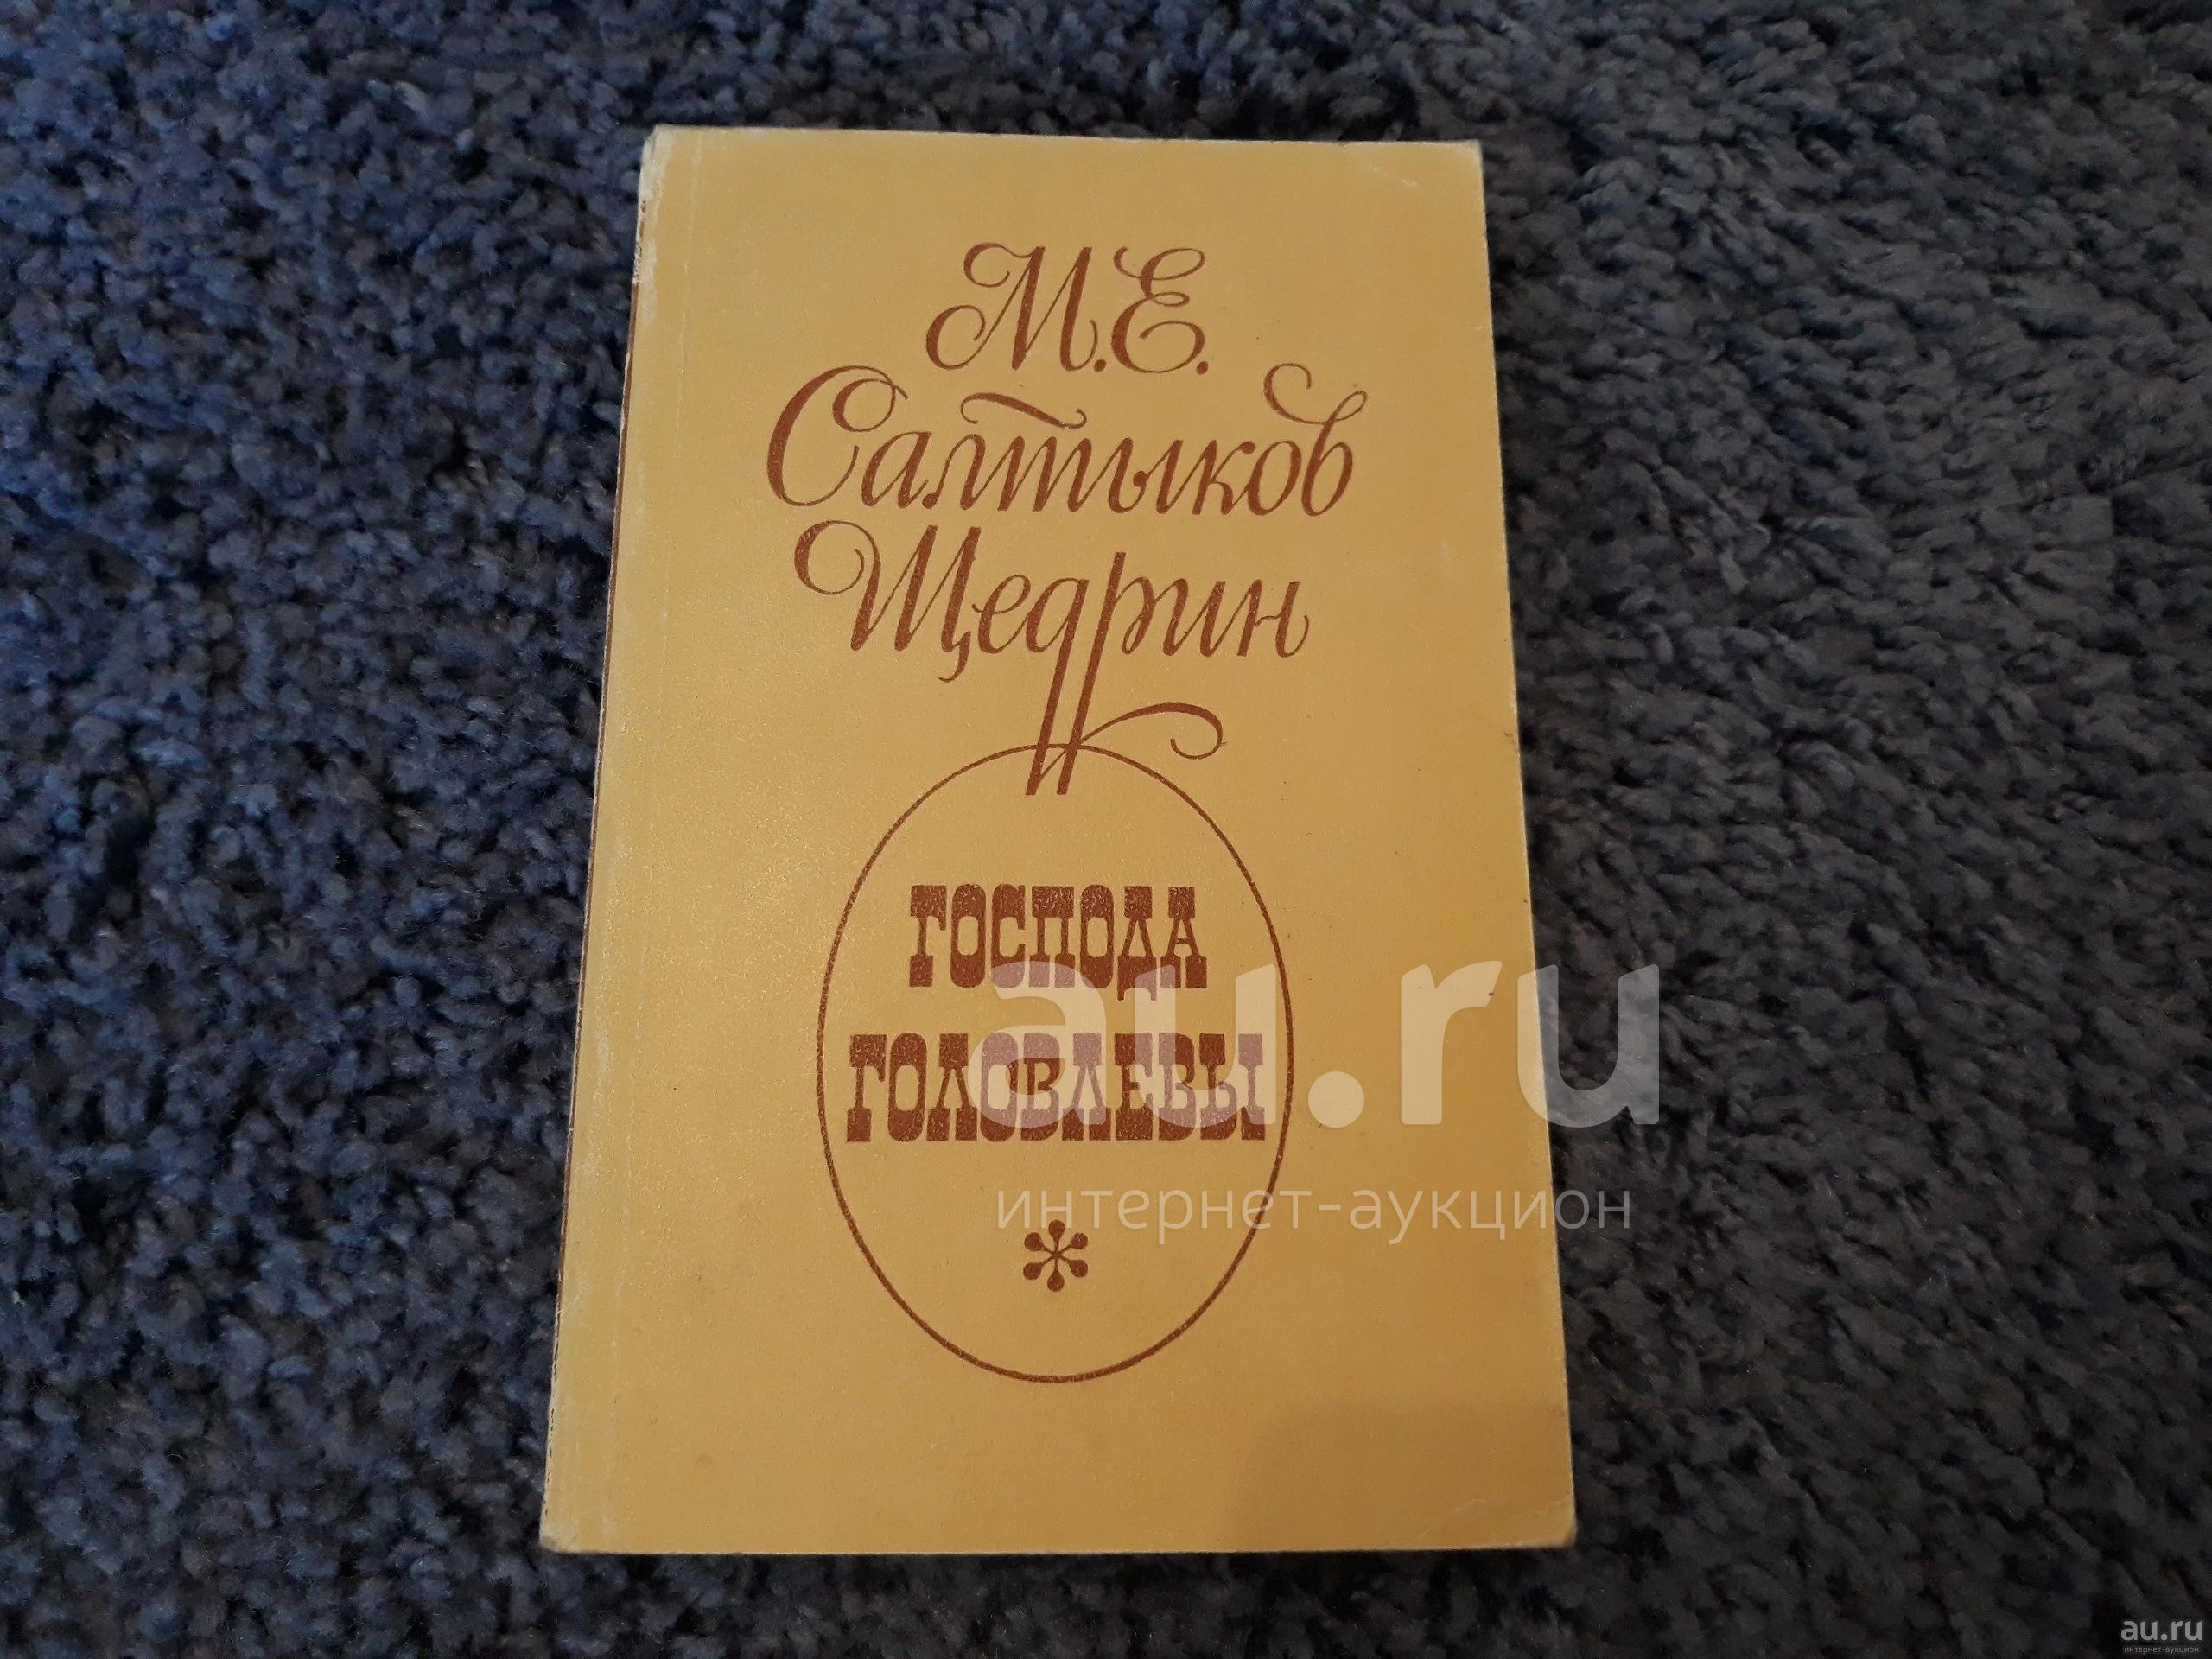 М.Е.
Салтыков
Щедрин
ГОСПОДА
ГОЛОВЛЕВЫ
au.ru
интернет-аукцион
au.ru
интернет-аукцион